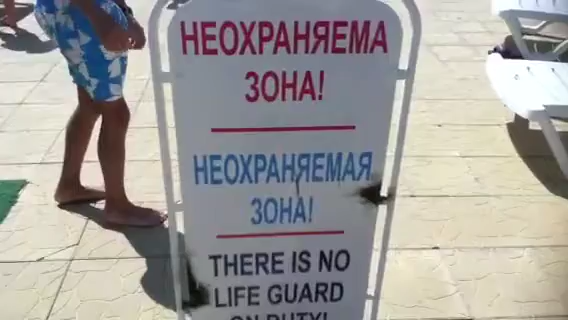 НЕОХРАНЯЕМА
ЗОНА!
НЕОХРАНЯЕМАЯ
ЗОНА!
THERE IS NO
LIFE GUARD
ON DUTY!